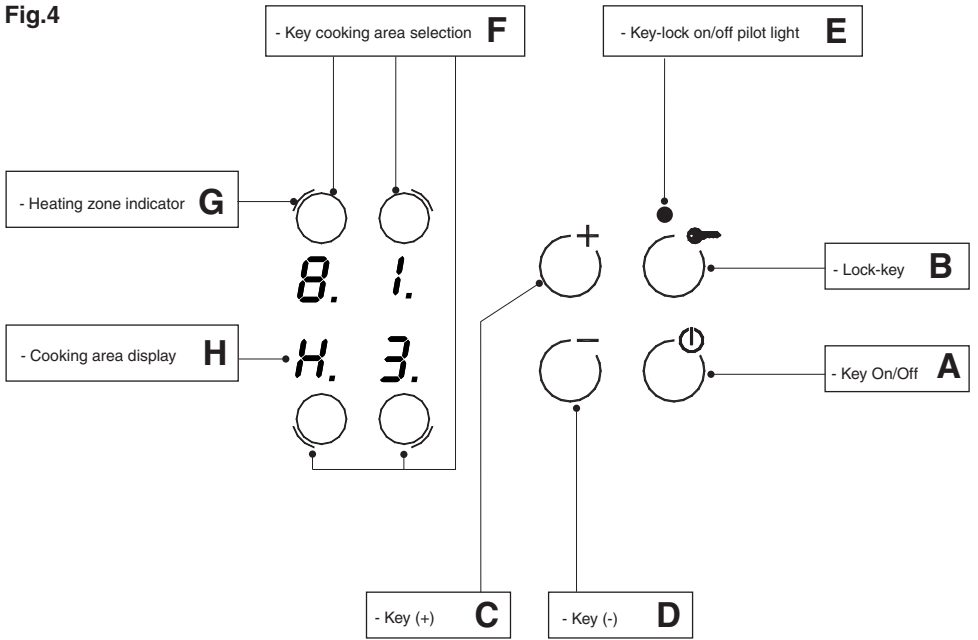 Fig.4
- Key cooking area selection F
- Key-lock on/off pilot light E
- Heating zone indicator G
8. 1.
- Lock-key B
- Cooking area display H
H. 3.
- Key On/Off A
- Key (+) C
- Key (-) D